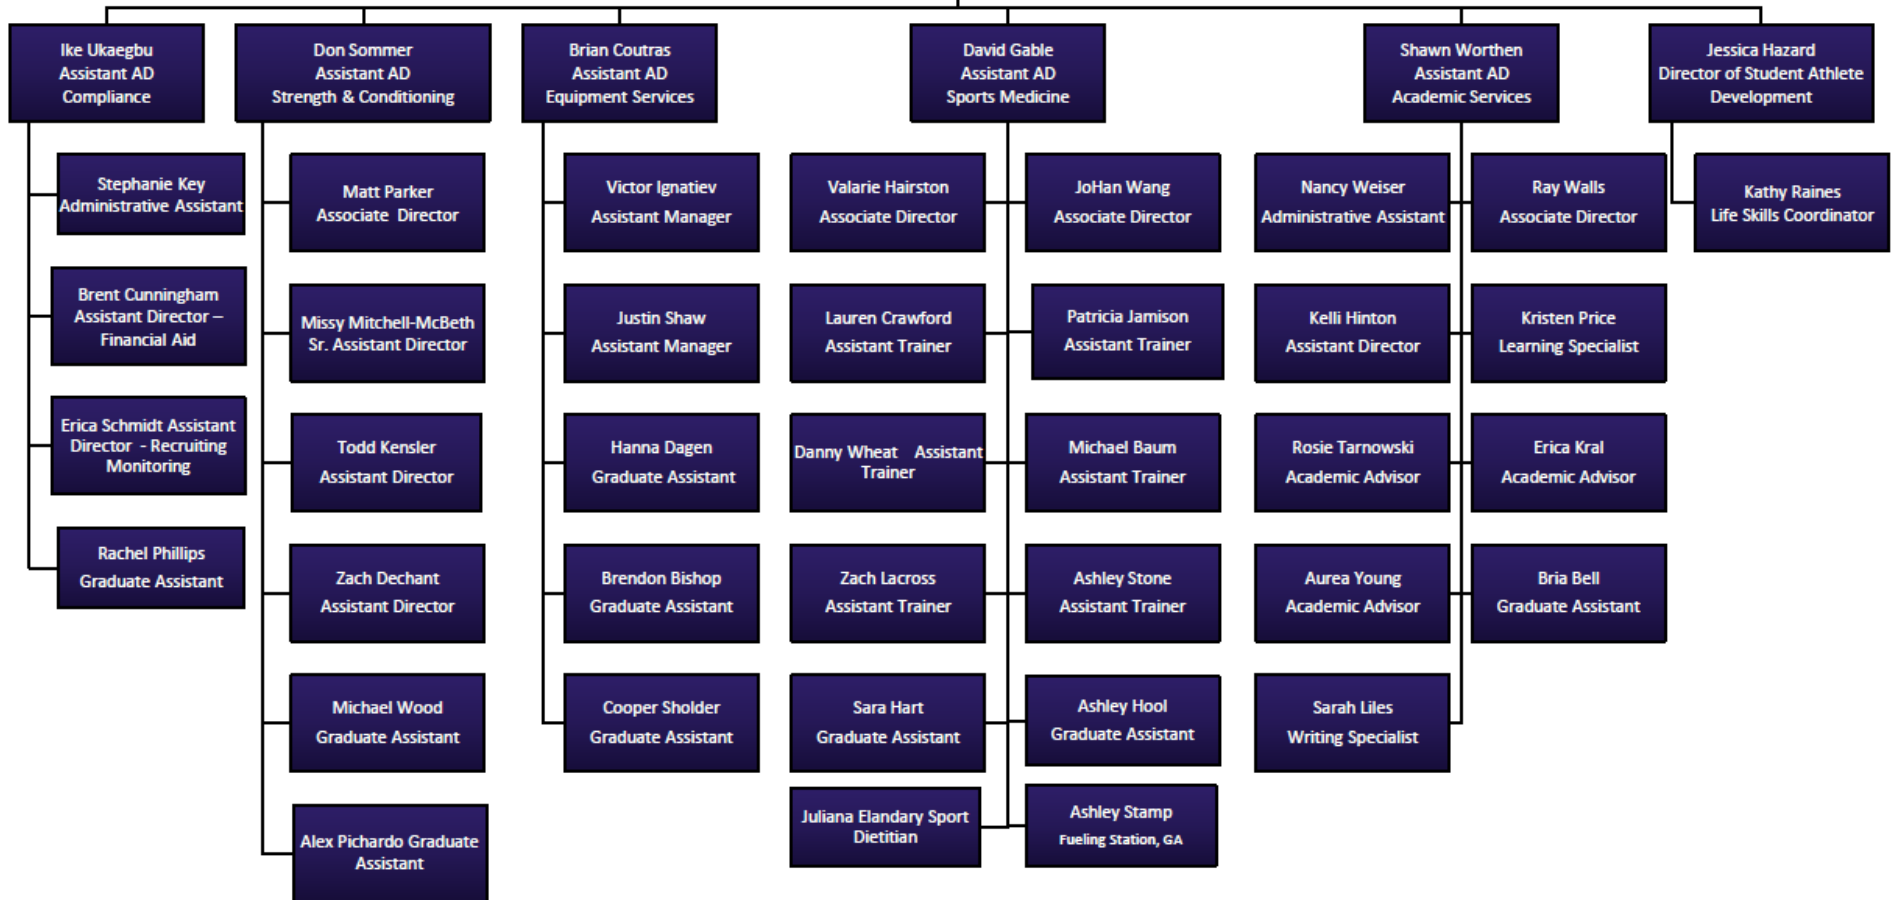 Ike Ukaegbu
Assistant AD
Compliance
Don Sommer
Assistant AD
Strength & Conditioning
Brian Coutras
Assistant AD
Equipment Services
David Gable
Assistant AD
Sports Medicine
Shawn Worthen
Assistant AD
Academic Services
Jessica Hazard
Director of Student Athlete
Development
Stephanie Key
Administrative Assistant
Brent Cunningham
Assistant Director –
Financial Aid
Erica Schmidt Assistant
Director - Recruiting
Monitoring
Rachel Phillips
Graduate Assistant
Matt Parker
Associate Director
Missy Mitchell-McBeth
Sr. Assistant Director
Todd Kensler
Assistant Director
Zach Dechant
Assistant Director
Michael Wood
Graduate Assistant
Alex Pichardo Graduate
Assistant
Victor Ignatiev
Assistant Manager
Justin Shaw
Assistant Manager
Hanna Dagen
Graduate Assistant
Brendon Bishop
Graduate Assistant
Cooper Sholder
Graduate Assistant
Valarie Hairston
Associate Director
JoHan Wang
Associate Director
Lauren Crawford
Assistant Trainer
Patricia Jamison
Assistant Trainer
Danny Wheat Assistant
Trainer
Michael Baum
Assistant Trainer
Zach Lacross
Assistant Trainer
Ashley Stone
Assistant Trainer
Sara Hart
Graduate Assistant
Ashley Hool
Graduate Assistant
Juliana Elandary Sport
Dietitian
Ashley Stamp
Fueling Station, GA
Nancy Weiser
Administrative Assistant
Ray Walls
Associate Director
Kelli Hinton
Assistant Director
Kristen Price
Learning Specialist
Rosie Tarnowski
Academic Advisor
Erica Kral
Academic Advisor
Aurea Young
Academic Advisor
Bria Bell
Graduate Assistant
Sarah Liles
Writing Specialist
Kathy Raines
Life Skills Coordinator